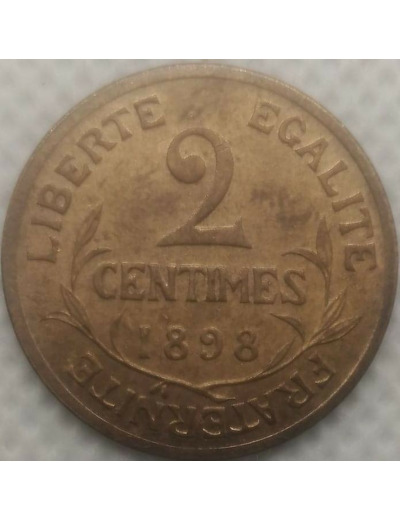 LIBERTE EGALITE
2
CENTIMES
1898
FRATERNITE